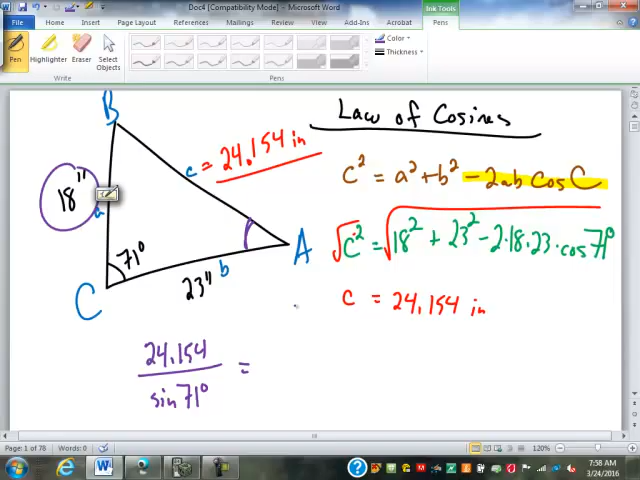 Doc4 [Compatibility Mode] - Microsoft Word
Ink Tools
File Home Insert Page Layout References Mailings Review View Add-Ins Acrobat Pens
Pen Highlighter Eraser Select Objects
Color
Thickness
Write Pens
Law of Cosines
B
c = 24.154 in
c² = a² + b² - 2ab cos C
18"
a
√c² = √18² + 23² - 2·18·23·cos 71°
71°
A
b
23"
C
c = 24.154 in
24.154
=
sin 71°
Page: 1 of 78 Words: 0 120%
7:58 AM
3/24/2016